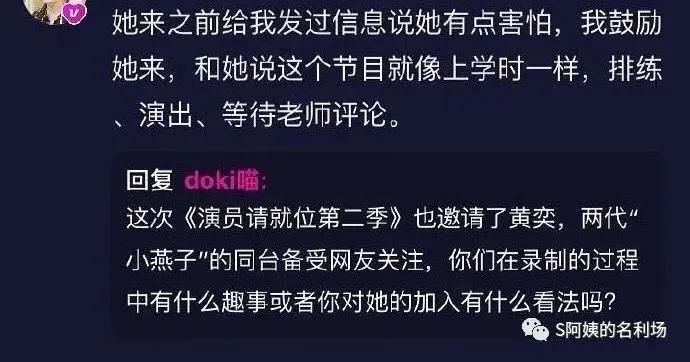 她来之前给我发过信息说她有点害怕，我鼓励
她来，和她说这个节目就像上学时一样，排练
、演出、等待老师评论。
回复 doki喵:
这次《演员请就位第二季》也邀请了黄奕，两代“
小燕子”的同台备受网友关注，你们在录制的过程
中有什么趣事或者你对她的加入有什么看法吗？
S阿姨的名利场